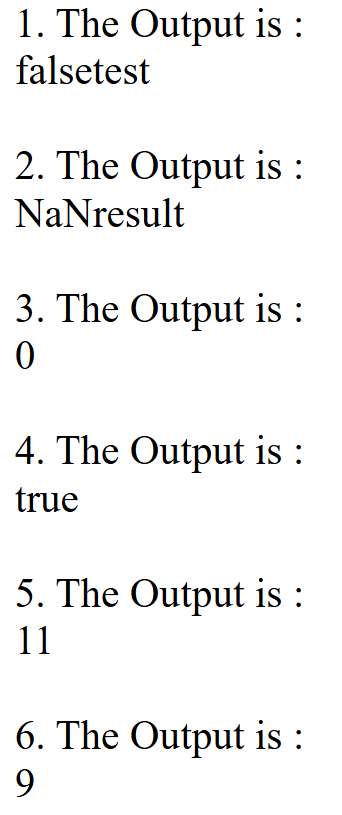 1. The Output is :
falsetest
2. The Output is :
NaNresult
3. The Output is :
0
4. The Output is :
true
5. The Output is :
11
6. The Output is :
9